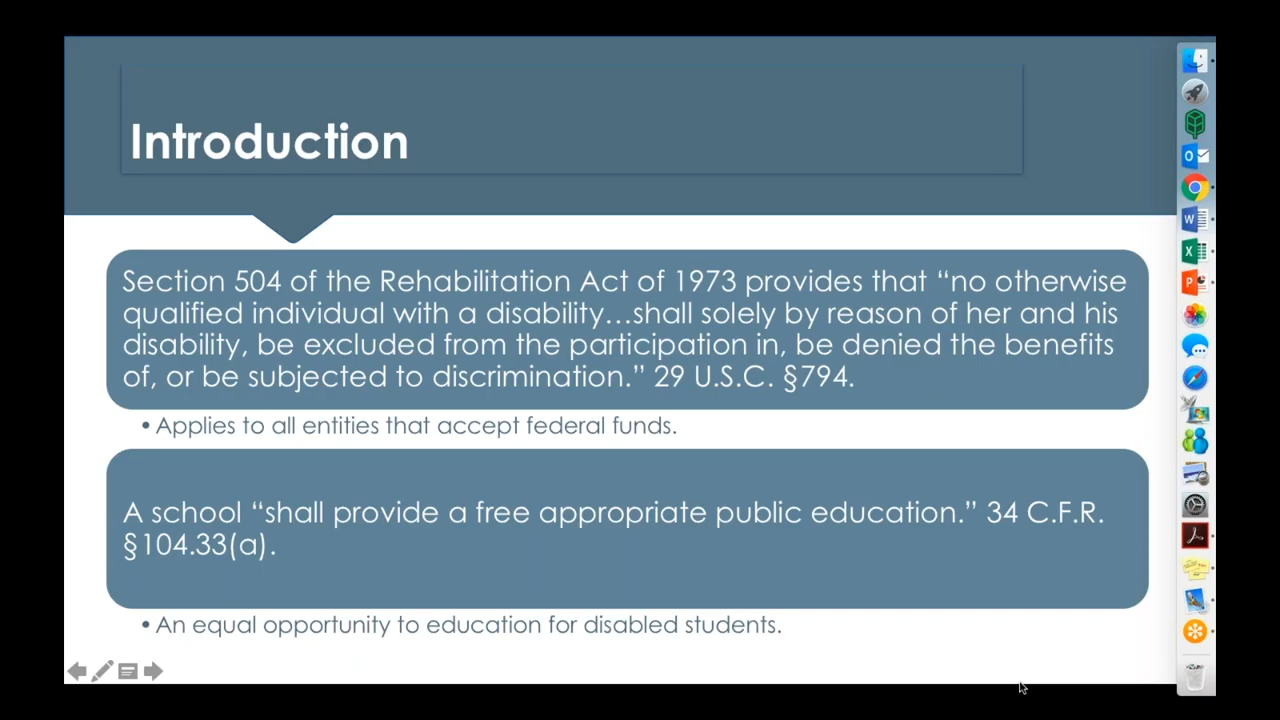 Introduction
Section 504 of the Rehabilitation Act of 1973 provides that “no otherwise
qualified individual with a disability…shall solely by reason of her and his
disability, be excluded from the participation in, be denied the benefits
of, or be subjected to discrimination.” 29 U.S.C. §794.
• Applies to all entities that accept federal funds.
A school “shall provide a free appropriate public education.” 34 C.F.R.
§104.33(a).
• An equal opportunity to education for disabled students.